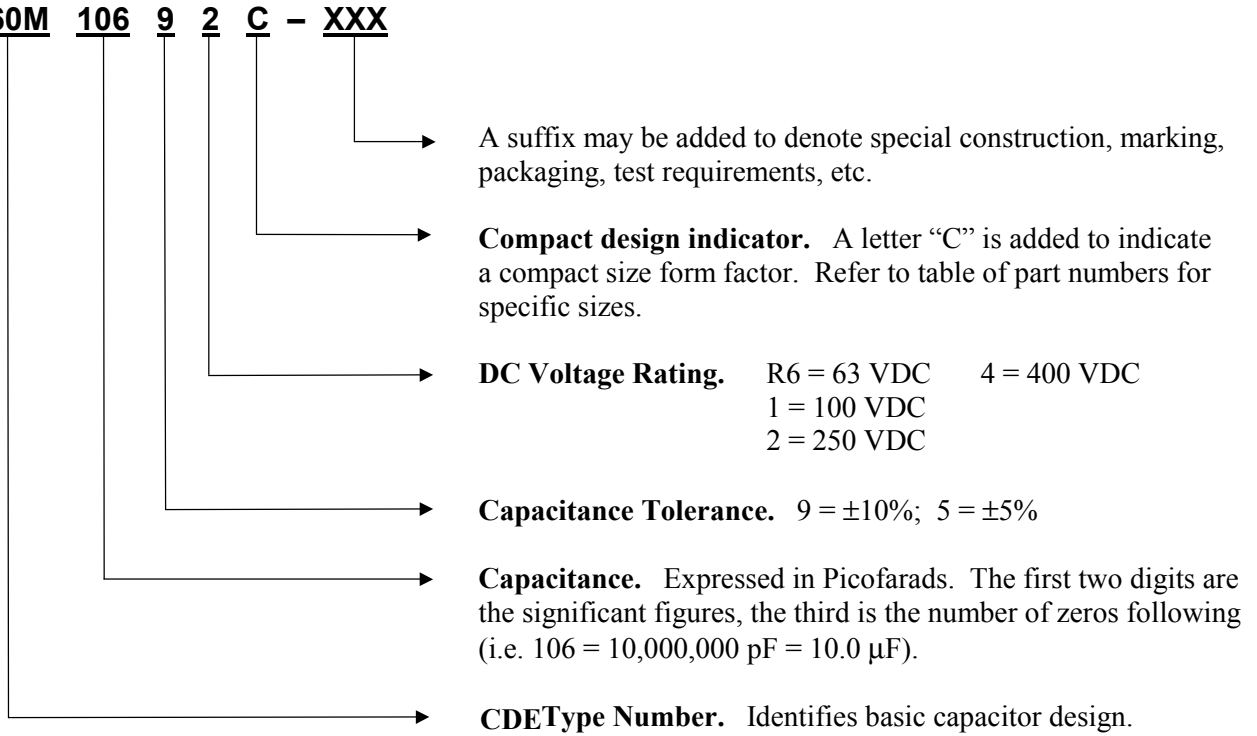 60M 106 9 2 C – XXX
A suffix may be added to denote special construction, marking,
packaging, test requirements, etc.
Compact design indicator. A letter “C” is added to indicate
a compact size form factor. Refer to table of part numbers for
specific sizes.
DC Voltage Rating. R6 = 63 VDC 4 = 400 VDC
1 = 100 VDC
2 = 250 VDC
Capacitance Tolerance. 9 = ±10%; 5 = ±5%
Capacitance. Expressed in Picofarads. The first two digits are
the significant figures, the third is the number of zeros following
(i.e. 106 = 10,000,000 pF = 10.0 µF).
CDEType Number. Identifies basic capacitor design.